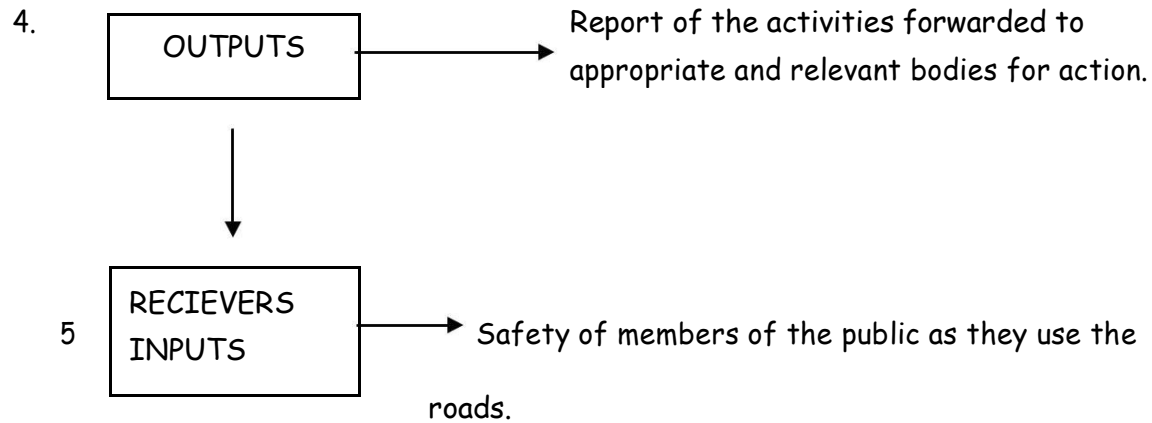 4.
OUTPUTS
Report of the activities forwarded to
appropriate and relevant bodies for action.
5
RECIEVERS
INPUTS
Safety of members of the public as they use the
roads.